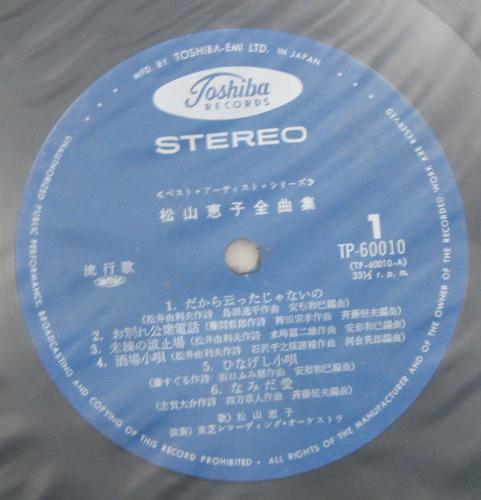 MFD. BY TOSHIBA-EMI LTD. IN JAPAN
Toshiba
RECORDS
STEREO
≪ベスト・アーティスト・シリーズ≫
松山恵子全曲集
1
TP-60010
(TP-60010-A)
33⅓ r.p.m.
流行歌
1. だから云ったじゃないの
(松井由利夫作詩 島田逸平作曲 安形和巳編曲)
2. お別れ公衆電話 (藤間哲郎作詩 袴田宗孝作曲 斉藤恒夫編曲)
3. 未練の波止場 (松井由利夫作詩 水時富二雄作曲 安形和巳編曲)
4. 酒場小唄 (松井由利夫作詩 石沢千之採譜補作曲 河合英郎編曲)
5. ひなげし小唄
(藤すぐる作詩 坂口ふみ緒作曲 安形和巳編曲)
6. なみだ愛
(志賀大介作詩 四方章人作曲 斉藤恒夫編曲)
歌) 松山恵子
演奏) 東芝レコーディング・オーケストラ
UNAUTHORIZED PUBLIC PERFORMANCE, BROADCASTING AND COPYING OF THIS RECORD PROHIBITED
ALL RIGHTS OF THE MANUFACTURER AND OF THE OWNER OF THE RECORDED WORK ARE RESERVED